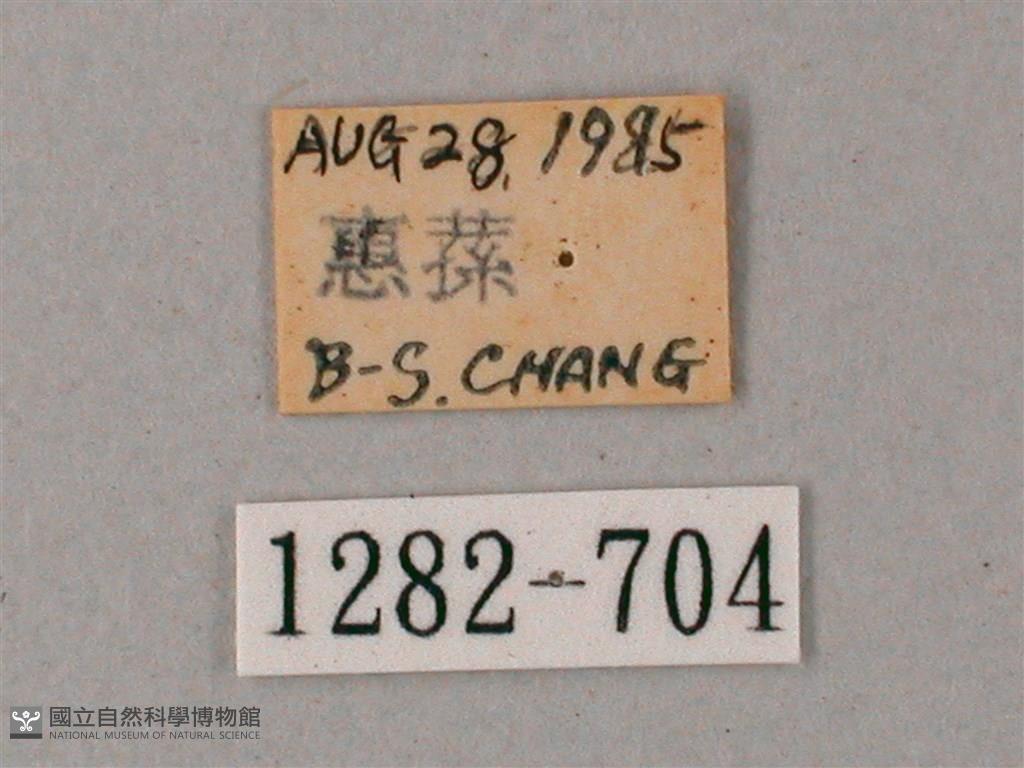 AUG 28, 1985
惠蓀
B-S. CHANG
1282-704
國立自然科學博物館
NATIONAL MUSEUM OF NATURAL SCIENCE